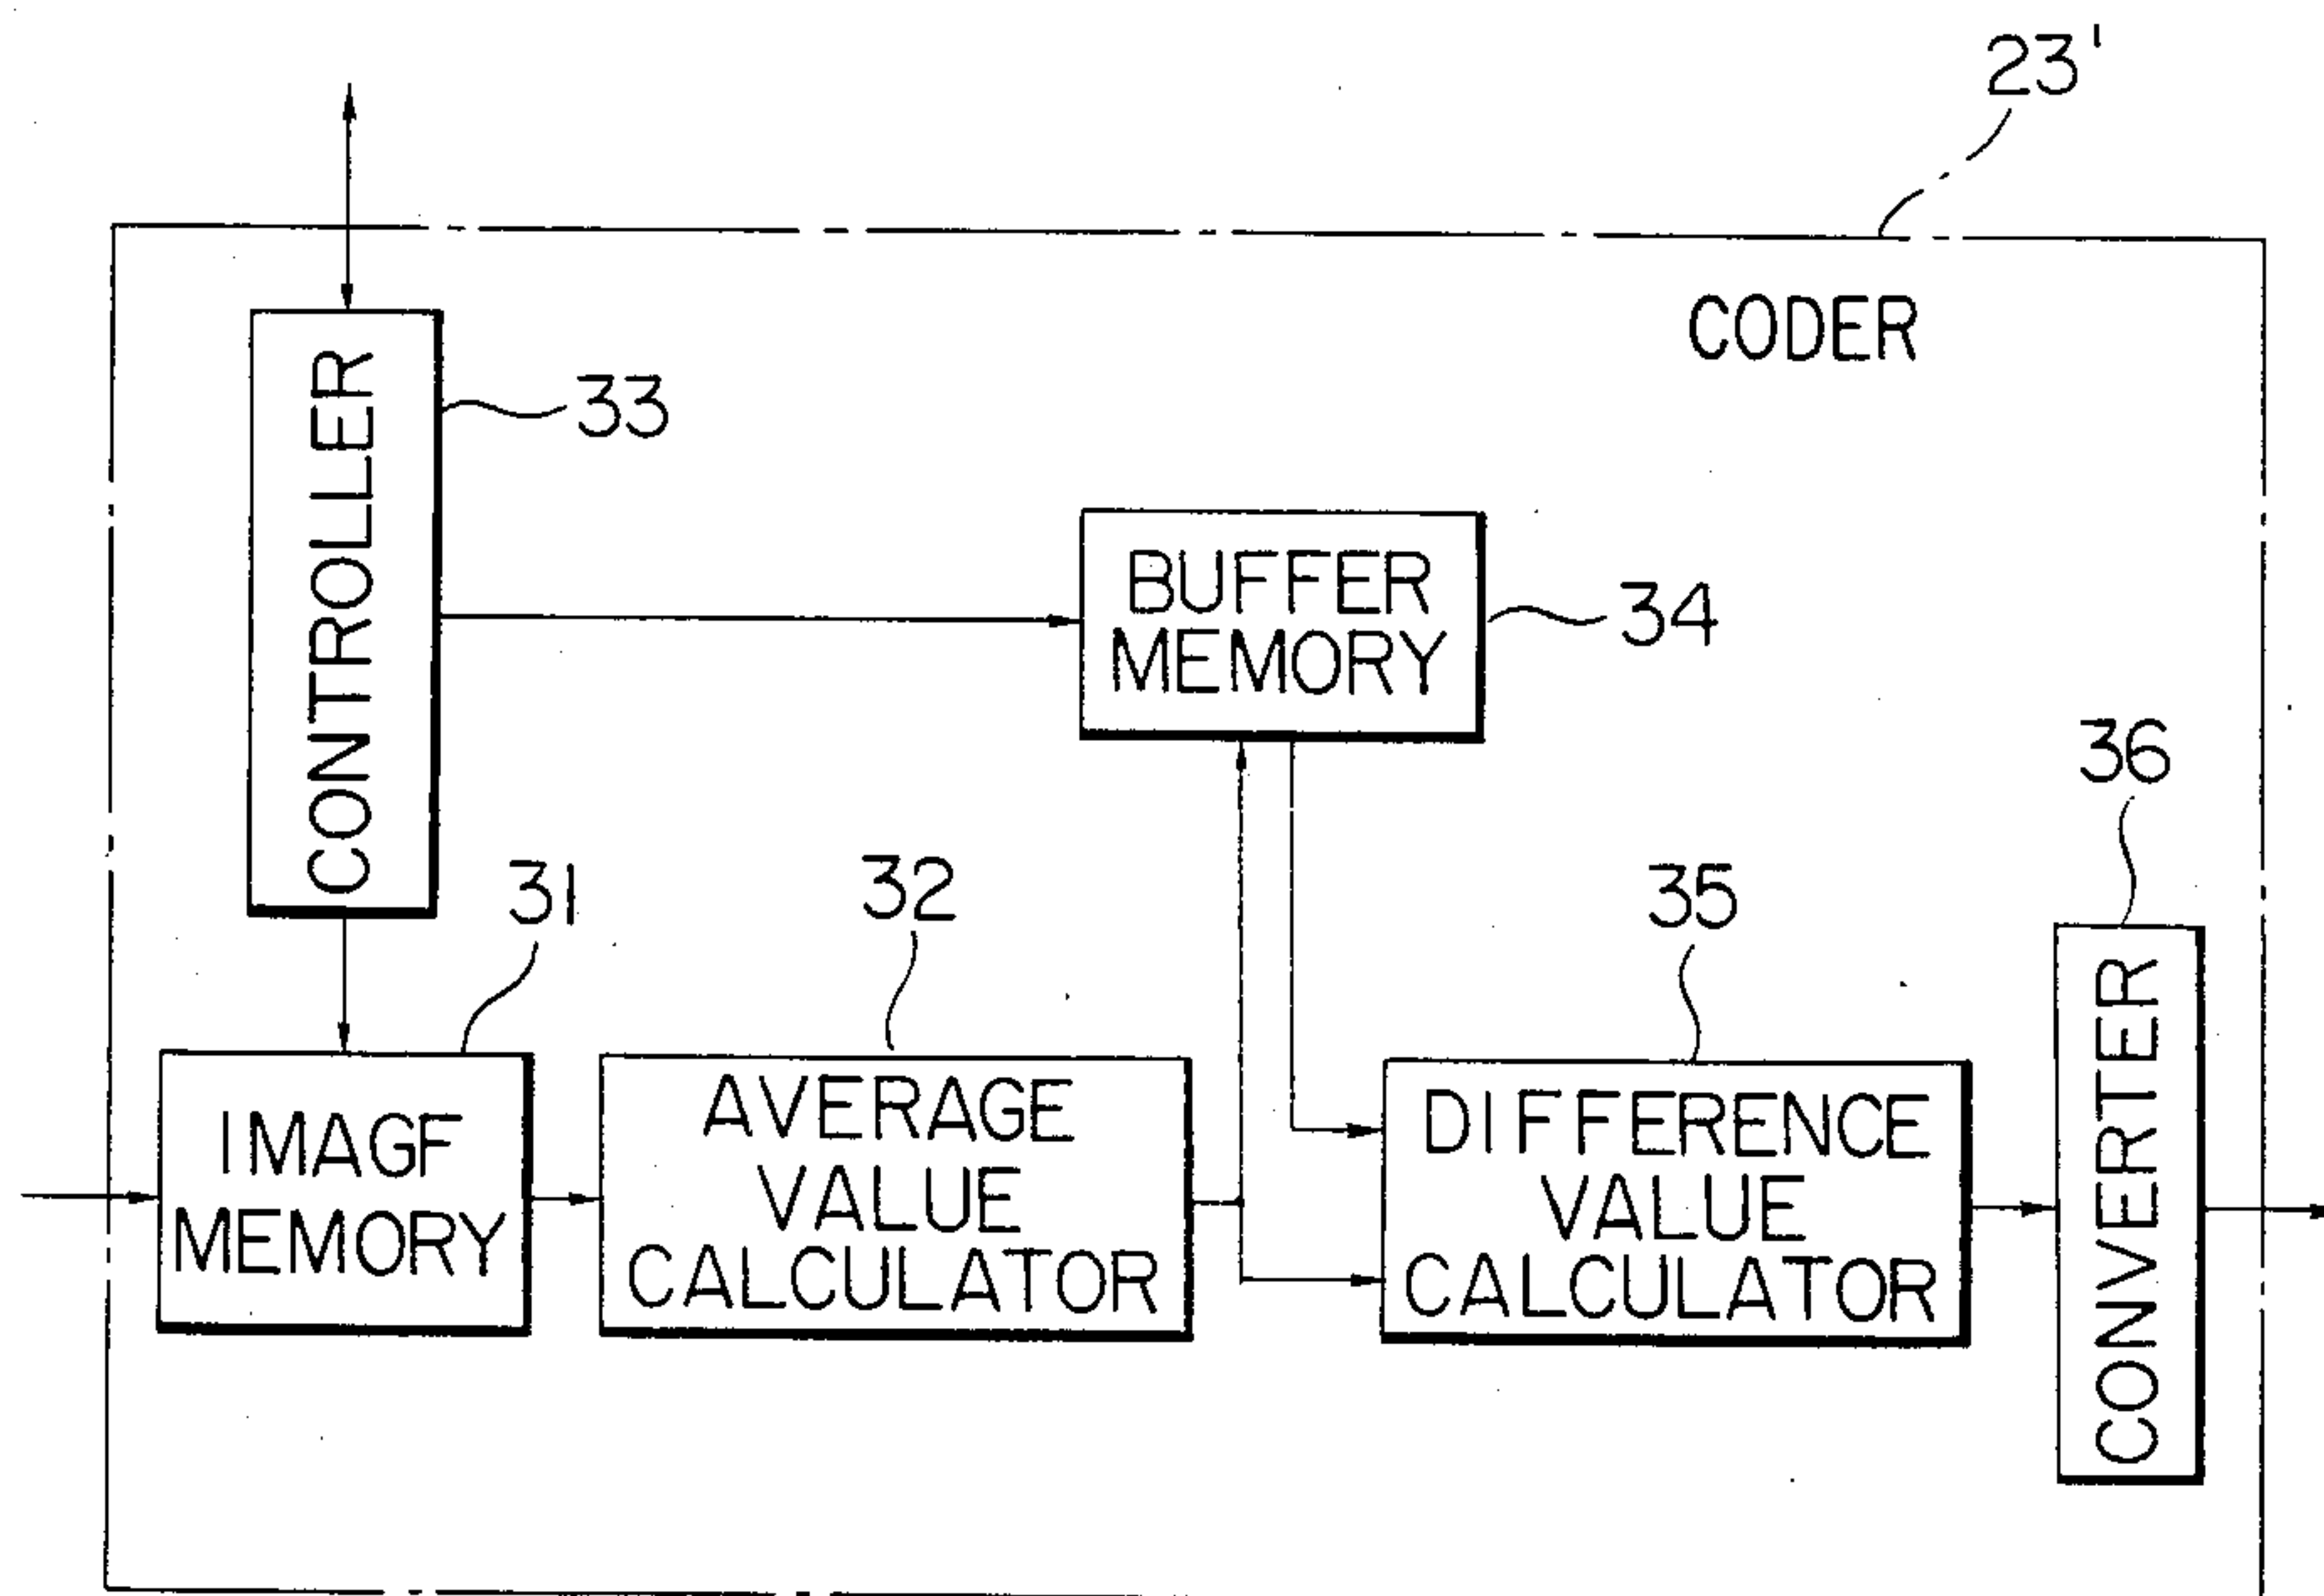 23'
CODER
CONTROLLER
33
BUFFER
MEMORY
34
36
31
32
35
IMAGF
MEMORY
AVERAGE
VALUE
CALCULATOR
DIFFERENCE
VALUE
CALCULATOR
CONVERTER